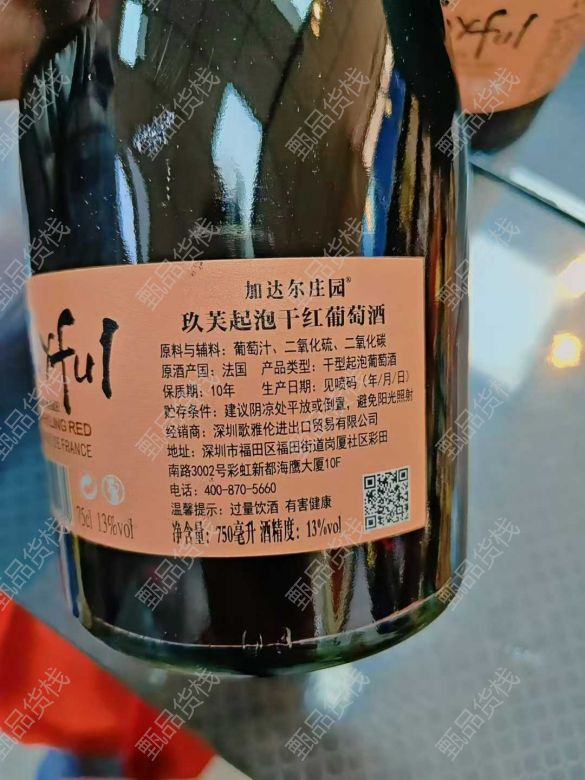 加达尔庄园®
玖芙起泡干红葡萄酒
原料与辅料：葡萄汁、二氧化硫、二氧化碳
原酒产国：法国 产品类型：干型起泡葡萄酒
保质期：10年 生产日期：见喷码（年/月/日）
贮存条件：建议阴凉处平放或倒置，避免阳光照射
经销商：深圳歌雅伦进出口贸易有限公司
地址：深圳市福田区福田街道岗厦社区彩田
南路3002号彩虹新都海鹰大厦10F
电话：400-870-5660
温馨提示：过量饮酒 有害健康
净含量：750毫升 酒精度：13%vol
xful
LING RED
DE FRANCE
75cl 13%vol
xful
甄品货栈